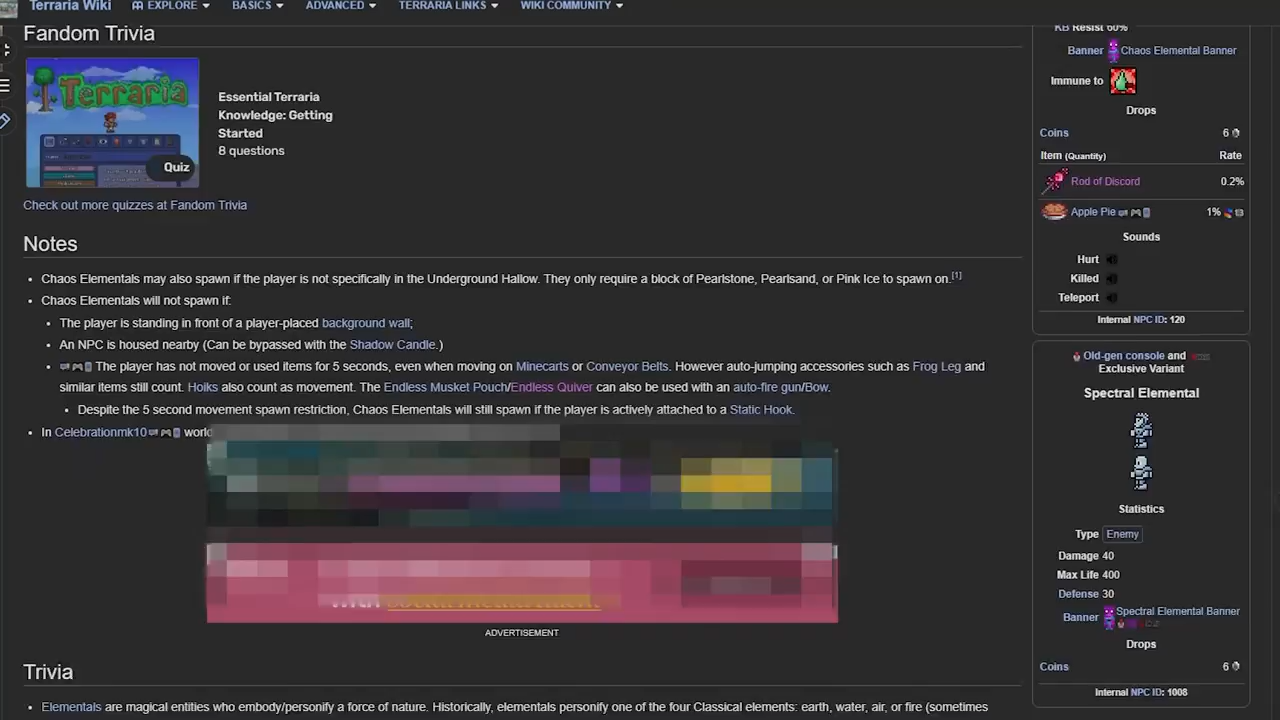 Terraria Wiki
EXPLORE
BASICS
ADVANCED
TERRARIA LINKS
WIKI COMMUNITY
Fandom Trivia
Terraria
Quiz
Essential Terraria
Knowledge: Getting
Started
8 questions
Check out more quizzes at Fandom Trivia
Notes
Chaos Elementals may also spawn if the player is not specifically in the Underground Hallow. They only require a block of Pearlstone, Pearlsand, or Pink Ice to spawn on.[1]
Chaos Elementals will not spawn if:
The player is standing in front of a player-placed background wall;
An NPC is housed nearby (Can be bypassed with the Shadow Candle.)
The player has not moved or used items for 5 seconds, even when moving on Minecarts or Conveyor Belts. However auto-jumping accessories such as Frog Leg and
similar items still count. Hoiks also count as movement. The Endless Musket Pouch/Endless Quiver can also be used with an auto-fire gun/Bow.
Despite the 5 second movement spawn restriction, Chaos Elementals will still spawn if the player is actively attached to a Static Hook.
In Celebrationmk10 world
ADVERTISEMENT
Trivia
Elementals are magical entities who embody/personify a force of nature. Historically, elementals personify one of the four Classical elements: earth, water, air, or fire (sometimes
KB Resist 60%
Banner Chaos Elemental Banner
Immune to
Drops
Coins 6
Item (Quantity) Rate
Rod of Discord 0.2%
Apple Pie 1%
Sounds
Hurt
Killed
Teleport
Internal NPC ID: 120
Old-gen console and
Exclusive Variant
Spectral Elemental
Statistics
Type Enemy
Damage 40
Max Life 400
Defense 30
Banner Spectral Elemental Banner
Drops
Coins 6
Internal NPC ID: 1008